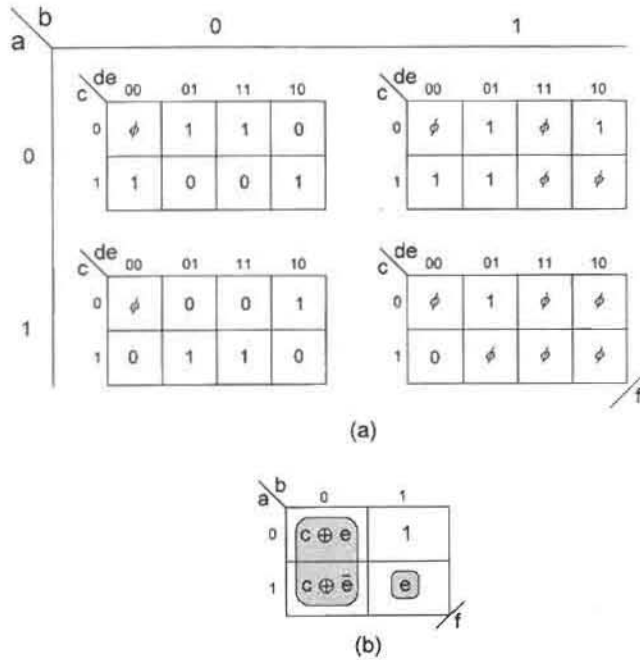 b
a 0 1
de de
c 00 01 11 10 c 00 01 11 10
0 ϕ 1 1 0 0 ϕ 1 ϕ 1
0
1 1 0 0 1 1 1 1 ϕ ϕ
de de
c 00 01 11 10 c 00 01 11 10
0 ϕ 0 0 1 0 ϕ 1 ϕ ϕ
1
1 0 1 1 0 1 0 ϕ ϕ ϕ
f
(a)
b
a 0 1
0 c ⊕ e 1
1 c ⊕ e̅ e
f
(b)